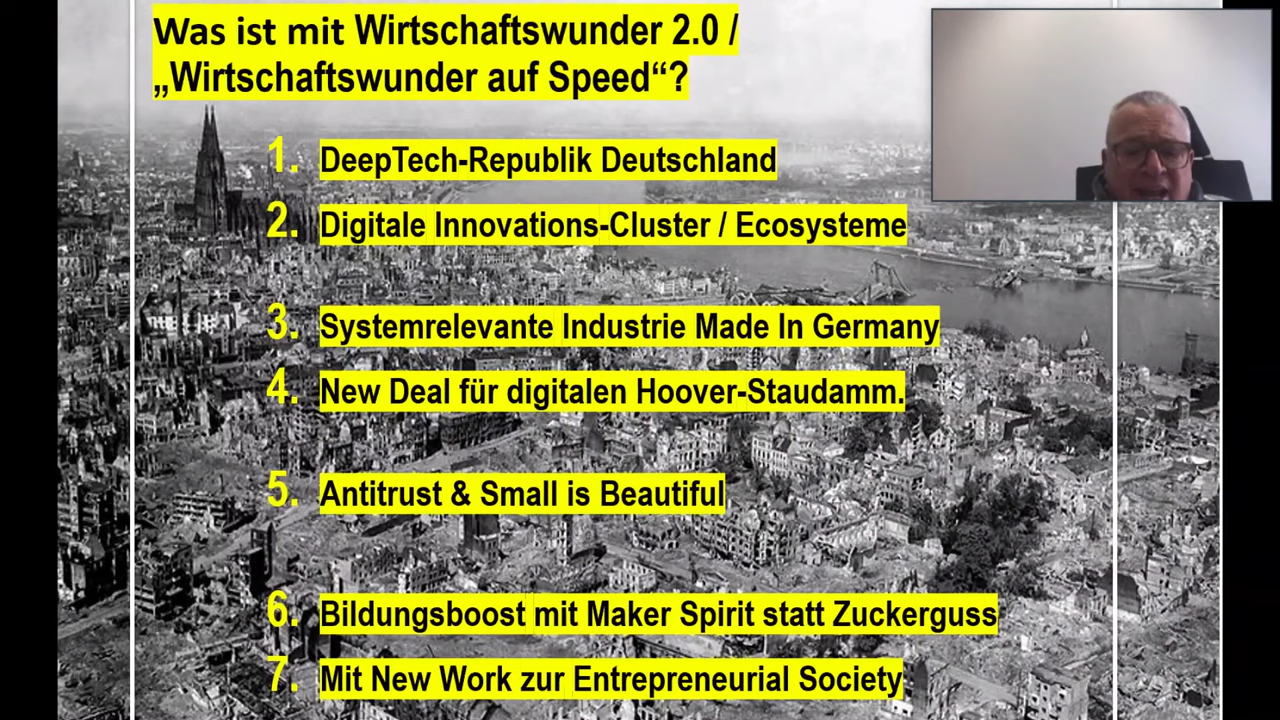 Was ist mit Wirtschaftswunder 2.0 /
„Wirtschaftswunder auf Speed“?
1. DeepTech-Republik Deutschland
2. Digitale Innovations-Cluster / Ecosysteme
3. Systemrelevante Industrie Made In Germany
4. New Deal für digitalen Hoover-Staudamm.
5. Antitrust & Small is Beautiful
6. Bildungsboost mit Maker Spirit statt Zuckerguss
7. Mit New Work zur Entrepreneurial Society